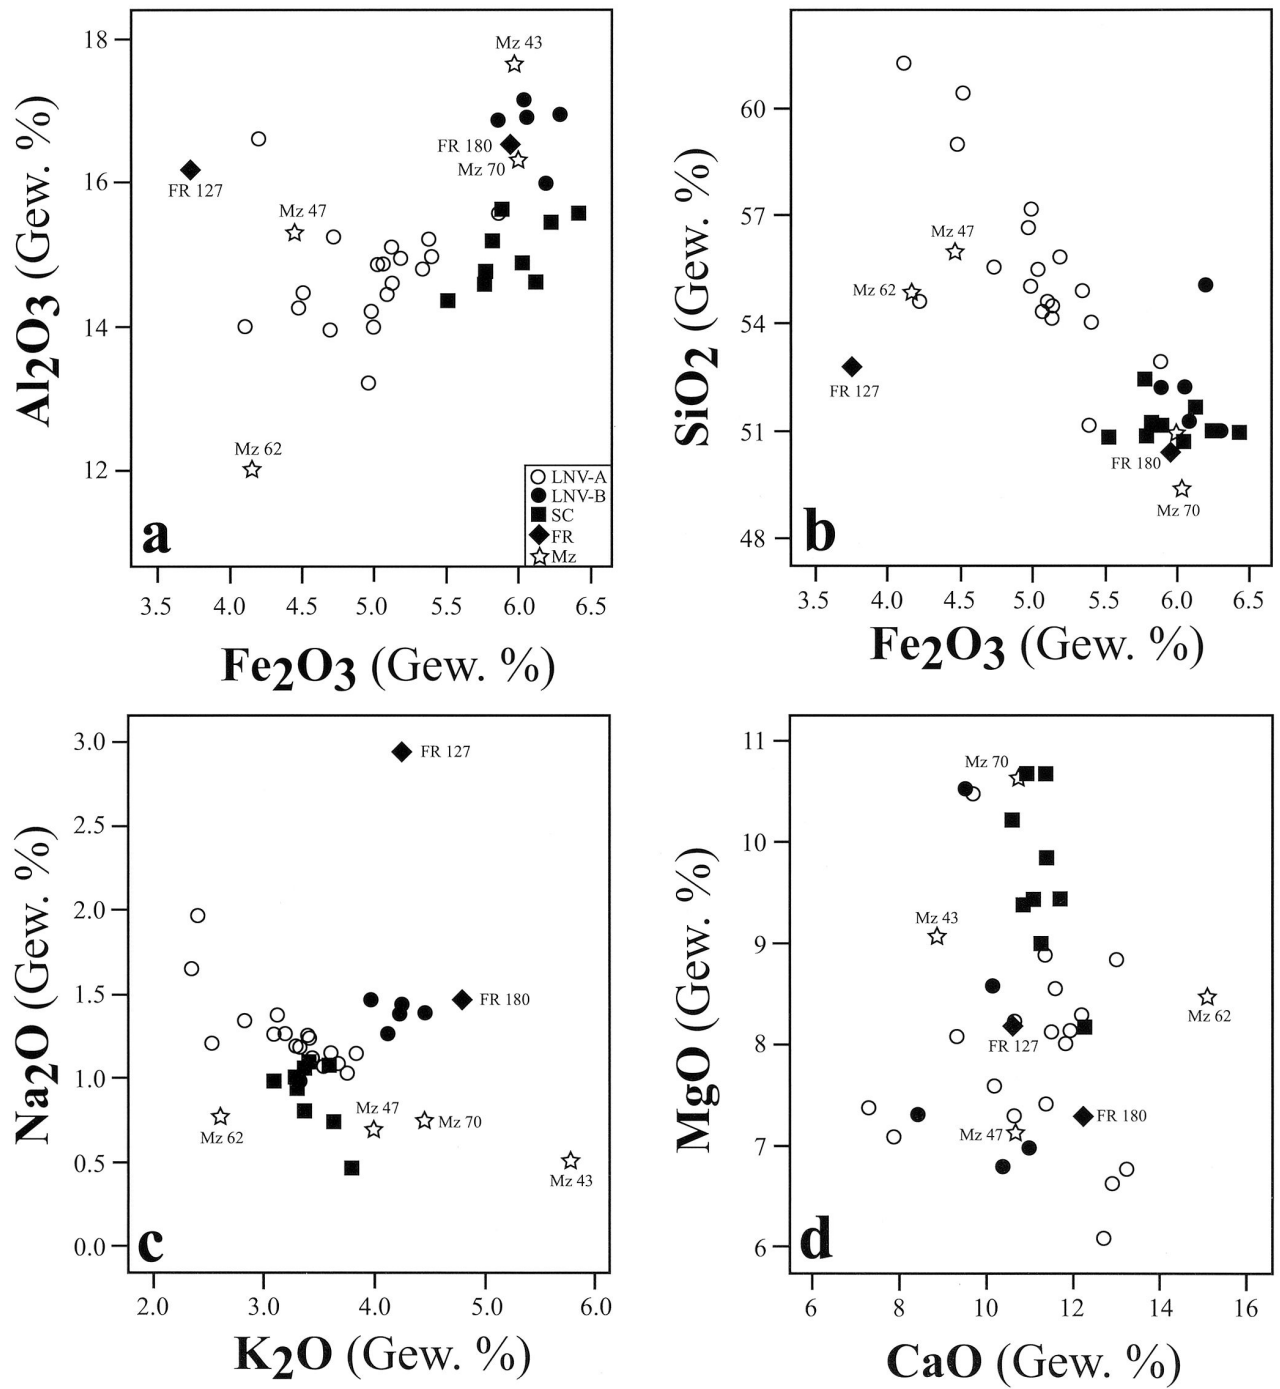 18
16
14
12
Al2O3 (Gew. %)
Mz 43
FR 180
Mz 70
FR 127
Mz 47
Mz 62
LNV-A
LNV-B
SC
FR
Mz
a
3.5 4.0 4.5 5.0 5.5 6.0 6.5
Fe2O3 (Gew. %)
60
57
54
51
48
SiO2 (Gew. %)
Mz 47
Mz 62
FR 127
FR 180
Mz 70
b
3.5 4.0 4.5 5.0 5.5 6.0 6.5
Fe2O3 (Gew. %)
3.0
2.5
2.0
1.5
1.0
0.5
0.0
Na2O (Gew. %)
FR 127
FR 180
Mz 47
Mz 70
Mz 62
Mz 43
c
2.0 3.0 4.0 5.0 6.0
K2O (Gew. %)
11
10
9
8
7
6
MgO (Gew. %)
Mz 70
Mz 43
Mz 62
FR 127
FR 180
Mz 47
d
6 8 10 12 14 16
CaO (Gew. %)